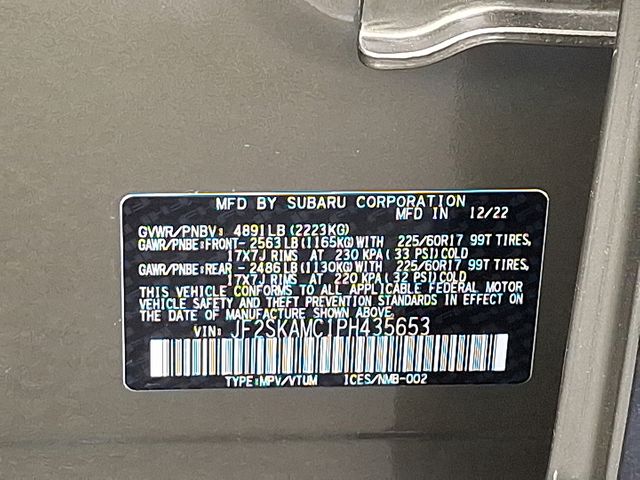 MFD BY SUBARU CORPORATION
MFD IN 12/22
GVWR/PNBV: 4891LB (2223KG)
GAWR/PNBE:FRONT- 2563LB(1165KG)WITH 225/60R17 99T TIRES,
17X7J RIMS AT 230 KPA( 33 PSI)COLD
GAWR/PNBE:REAR - 2486LB(1130KG)WITH 225/60R17 99T TIRES,
17X7J RIMS AT 220 KPA( 32 PSI)COLD
THIS VEHICLE CONFORMS TO ALL APPLICABLE FEDERAL MOTOR
VEHICLE SAFETY AND THEFT PREVENTION STANDARDS IN EFFECT ON
THE DATE OF MANUFACTURE SHOWN ABOVE.
VIN: JF2SKAMC1PH435653
TYPE:MPV/VTUM ICES/NMB-002